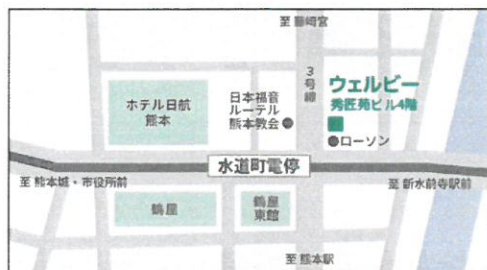 至 藤崎宮
3号線
ウェルビー
秀匠苑ビル4階
ホテル日航
熊本
日本福音
ルーテル
熊本教会
ローソン
水道町電停
至 熊本城・市役所前
至 新水前寺駅前
鶴屋
鶴屋
東館
至 熊本駅